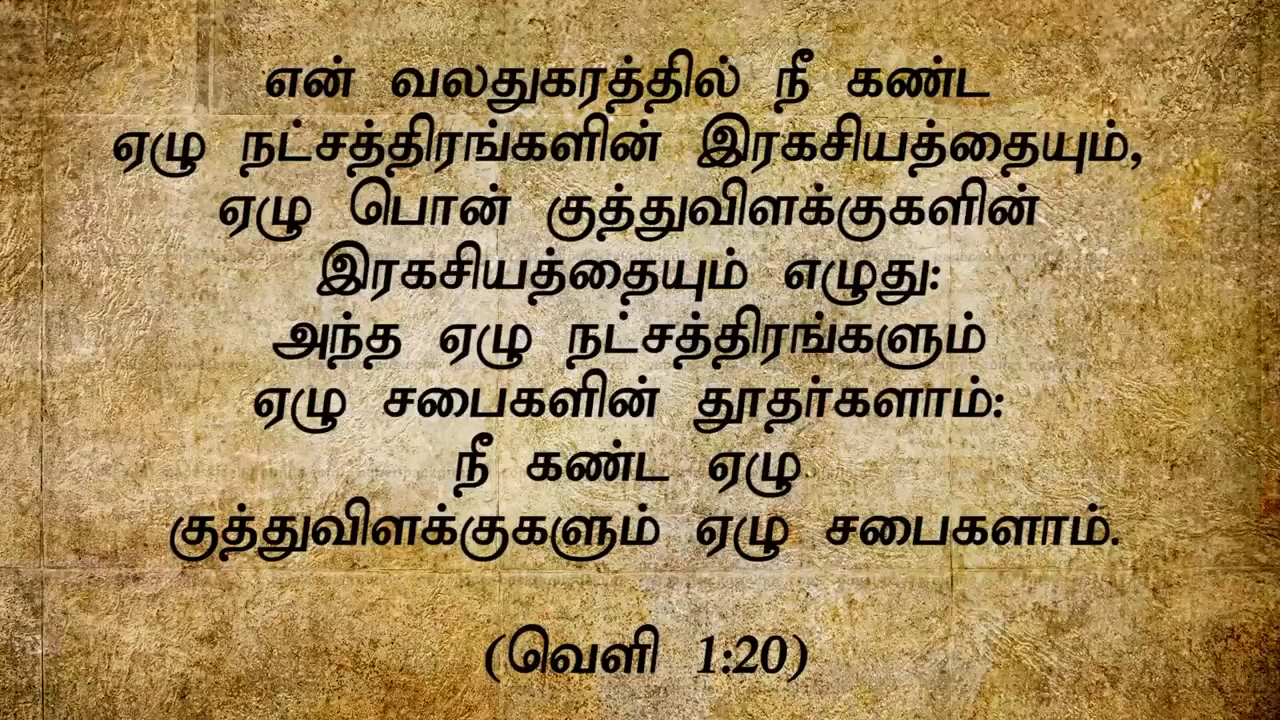 என் வலதுகரத்தில் நீ கண்ட
ஏழு நட்சத்திரங்களின் இரகசியத்தையும்,
ஏழு பொன் குத்துவிளக்குகளின்
இரகசியத்தையும் எழுது:
அந்த ஏழு நட்சத்திரங்களும்
ஏழு சபைகளின் தூதர்களாம்:
நீ கண்ட ஏழு
குத்துவிளக்குகளும் ஏழு சபைகளாம்.
(வெளி 1:20)